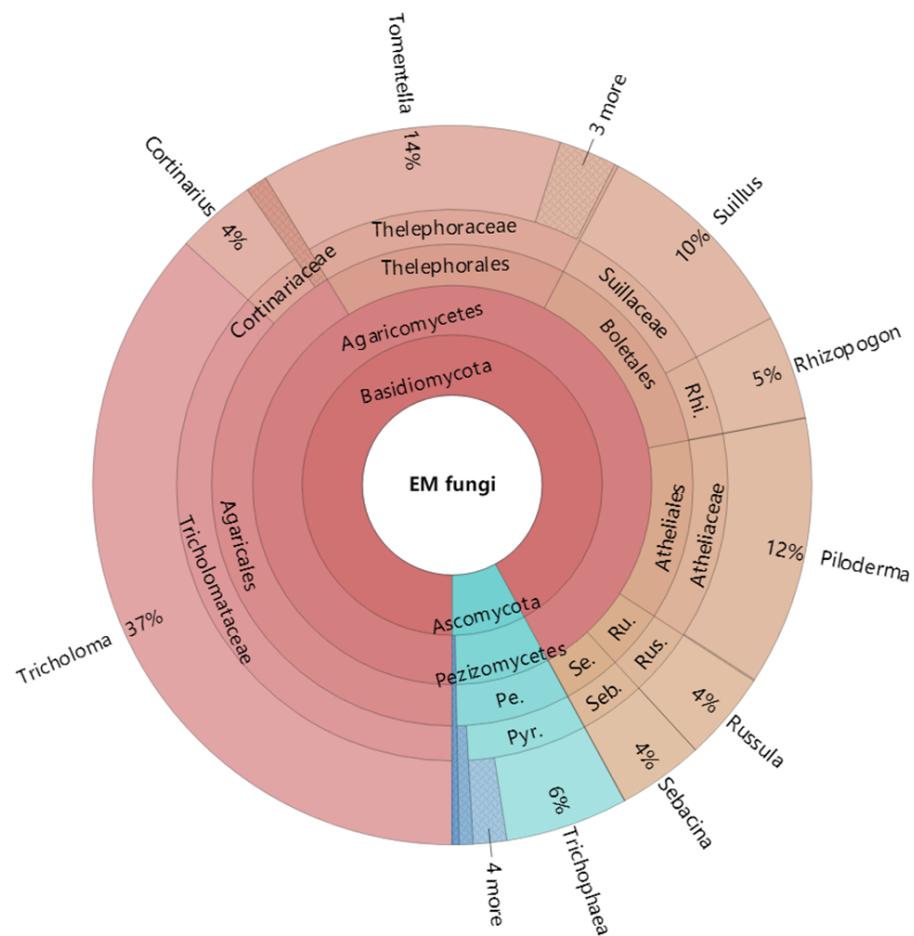 Tomentella
14%
3 more
Cortinarius
4%
Suillus
10%
Thelephoraceae
Thelephorales
Cortinariaceae
Suillaceae
Boletales
Agaricomycetes
Basidiomycota
Rhizopogon
5%
Rhi.
EM fungi
Atheliales
Atheliaceae
12%
Piloderma
Agaricales
Tricholomataceae
Tricholoma
37%
Ascomycota
Pezizomycetes
Pe.
Pyr.
Se.
Ru.
Seb.
Rus.
4%
Russula
4%
Sebacina
6%
Trichophaea
4 more